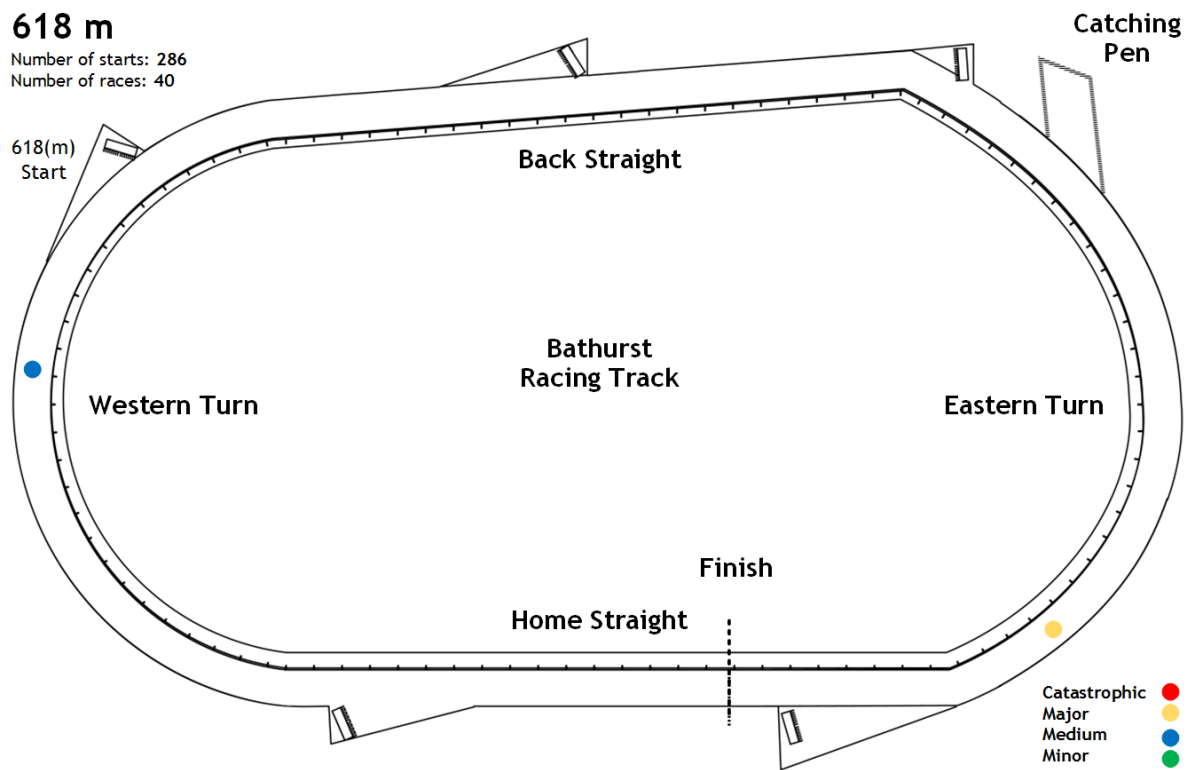 618 m
Number of starts: 286
Number of races: 40
Catching
Pen
618(m)
Start
Back Straight
Bathurst
Racing Track
Western Turn
Eastern Turn
Finish
Home Straight
Catastrophic
Major
Medium
Minor